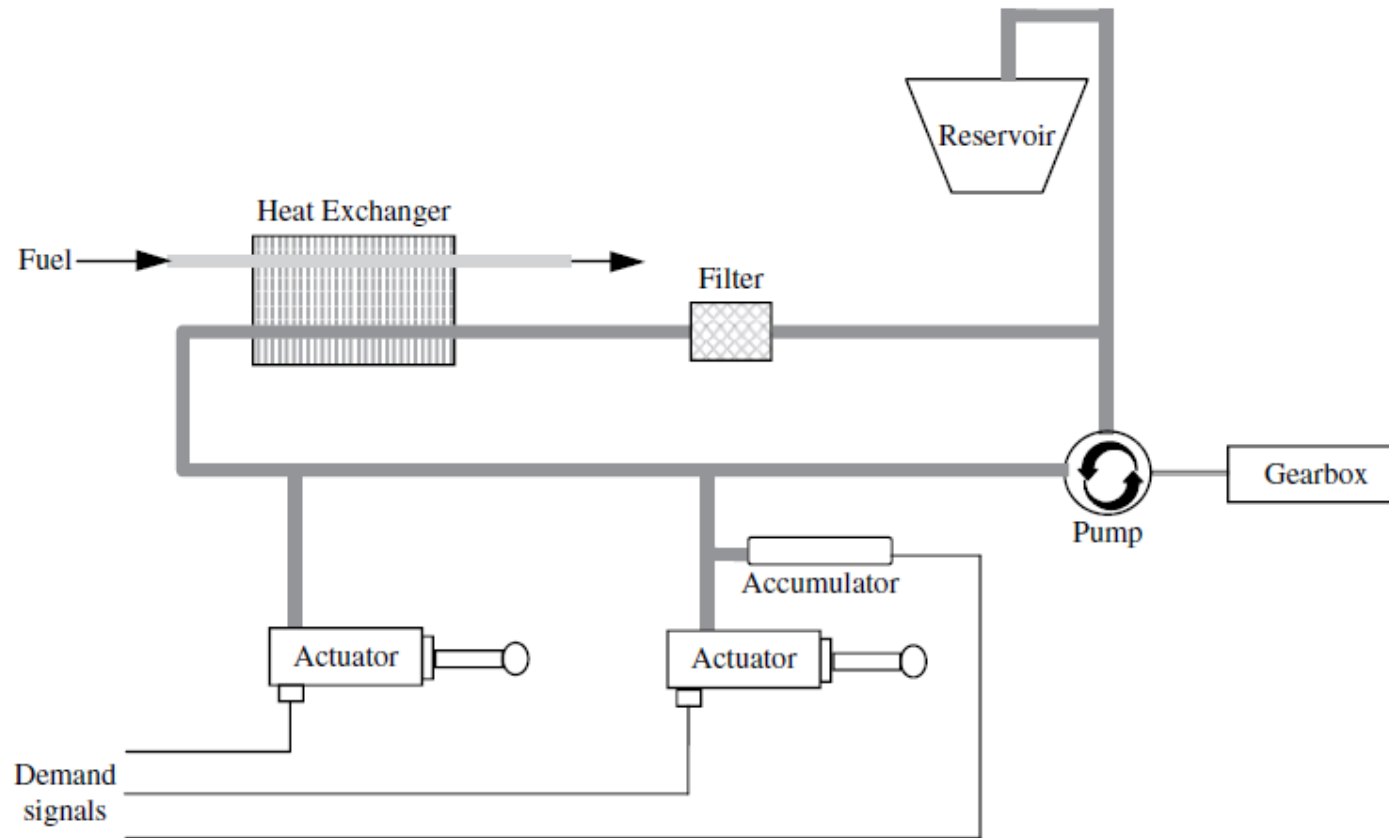 Reservoir
Heat Exchanger
Fuel
Filter
Gearbox
Pump
Accumulator
Actuator
Actuator
Demand
signals